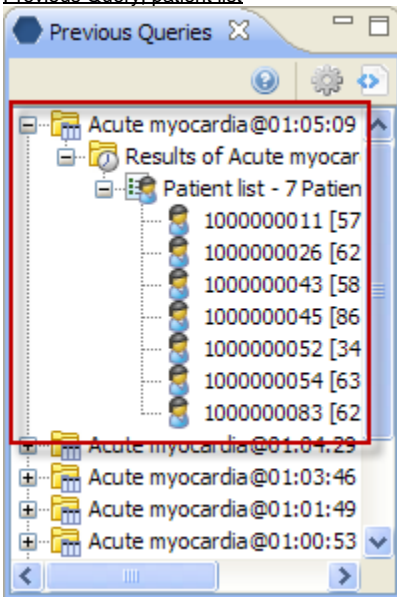 Previous Query, patient list
Previous Queries
Acute myocardia@01:05:09
Results of Acute myocar
Patient list - 7 Patien
1000000011 [57
1000000026 [62
1000000043 [58
1000000045 [86
1000000052 [34
1000000054 [63
1000000083 [62
Acute myocardia@01:04:29
Acute myocardia@01:03:46
Acute myocardia@01:01:49
Acute myocardia@01:00:53